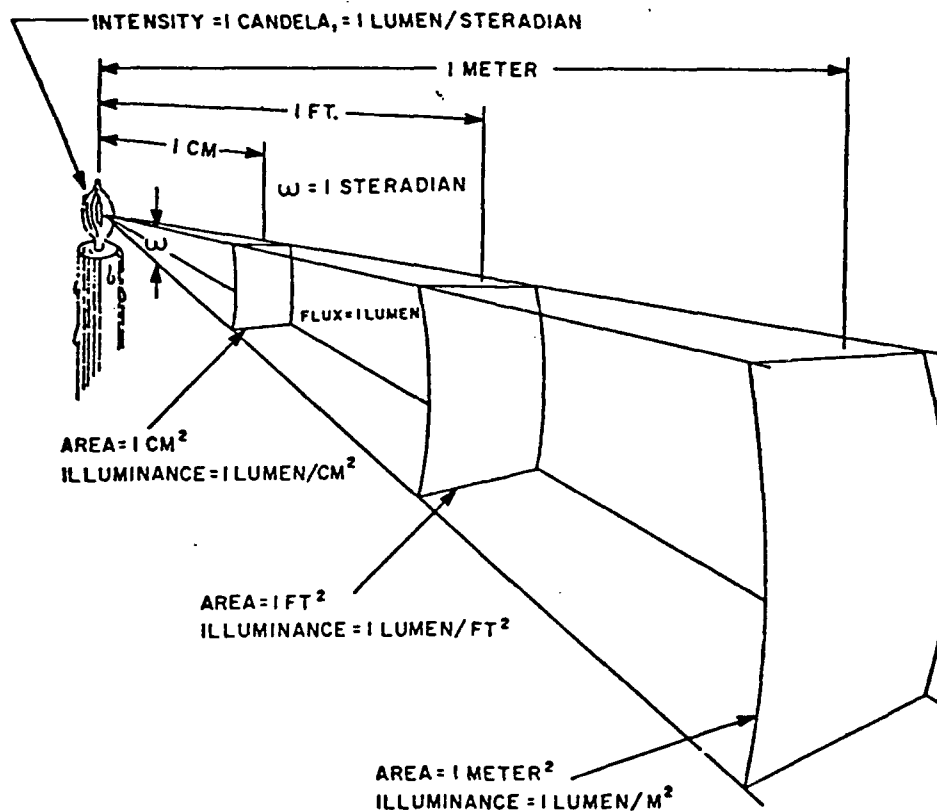 INTENSITY = 1 CANDELA, = 1 LUMEN/STERADIAN
1 METER
1 FT.
1 CM
ω = 1 STERADIAN
ω
FLUX = 1 LUMEN
AREA = 1 CM²
ILLUMINANCE = 1 LUMEN/CM²
AREA = 1 FT²
ILLUMINANCE = 1 LUMEN/FT²
AREA = 1 METER²
ILLUMINANCE = 1 LUMEN/M²